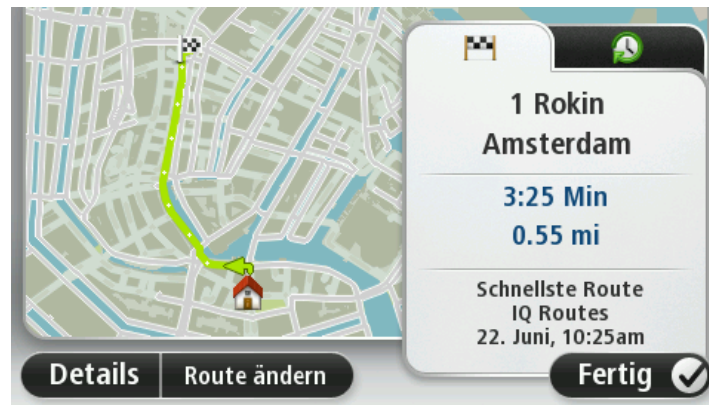 1 Rokin
Amsterdam
3:25 Min
0.55 mi
Schnellste Route
IQ Routes
22. Juni, 10:25am
Details
Route ändern
Fertig